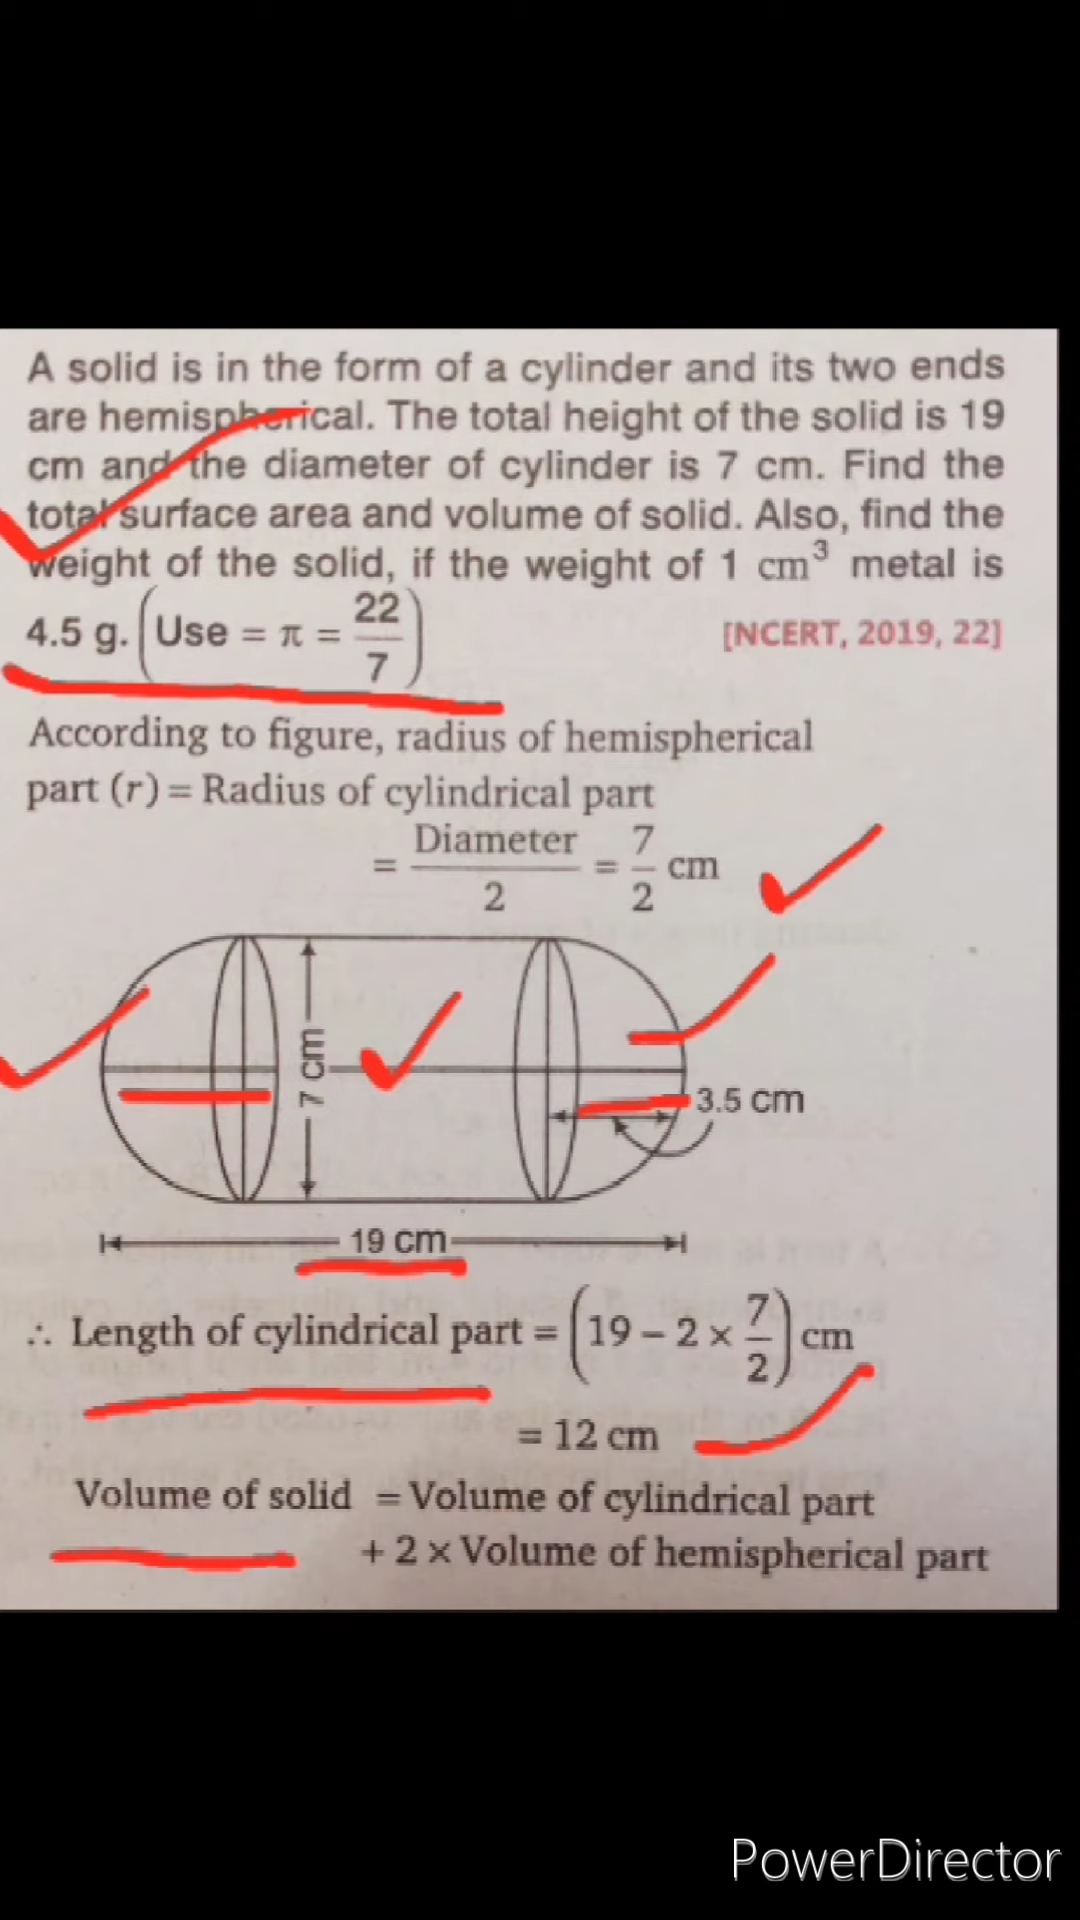 A solid is in the form of a cylinder and its two ends
are hemispherical. The total height of the solid is 19
cm and the diameter of cylinder is 7 cm. Find the
total surface area and volume of solid. Also, find the
weight of the solid, if the weight of 1 cm³ metal is
4.5 g. (Use = π = 22/7) [NCERT, 2019, 22]
According to figure, radius of hemispherical
part (r) = Radius of cylindrical part
= Diameter/2 = 7/2 cm
7 cm
3.5 cm
19 cm
∴ Length of cylindrical part = (19 – 2 × 7/2) cm
= 12 cm
Volume of solid = Volume of cylindrical part
+ 2 × Volume of hemispherical part
PowerDirector